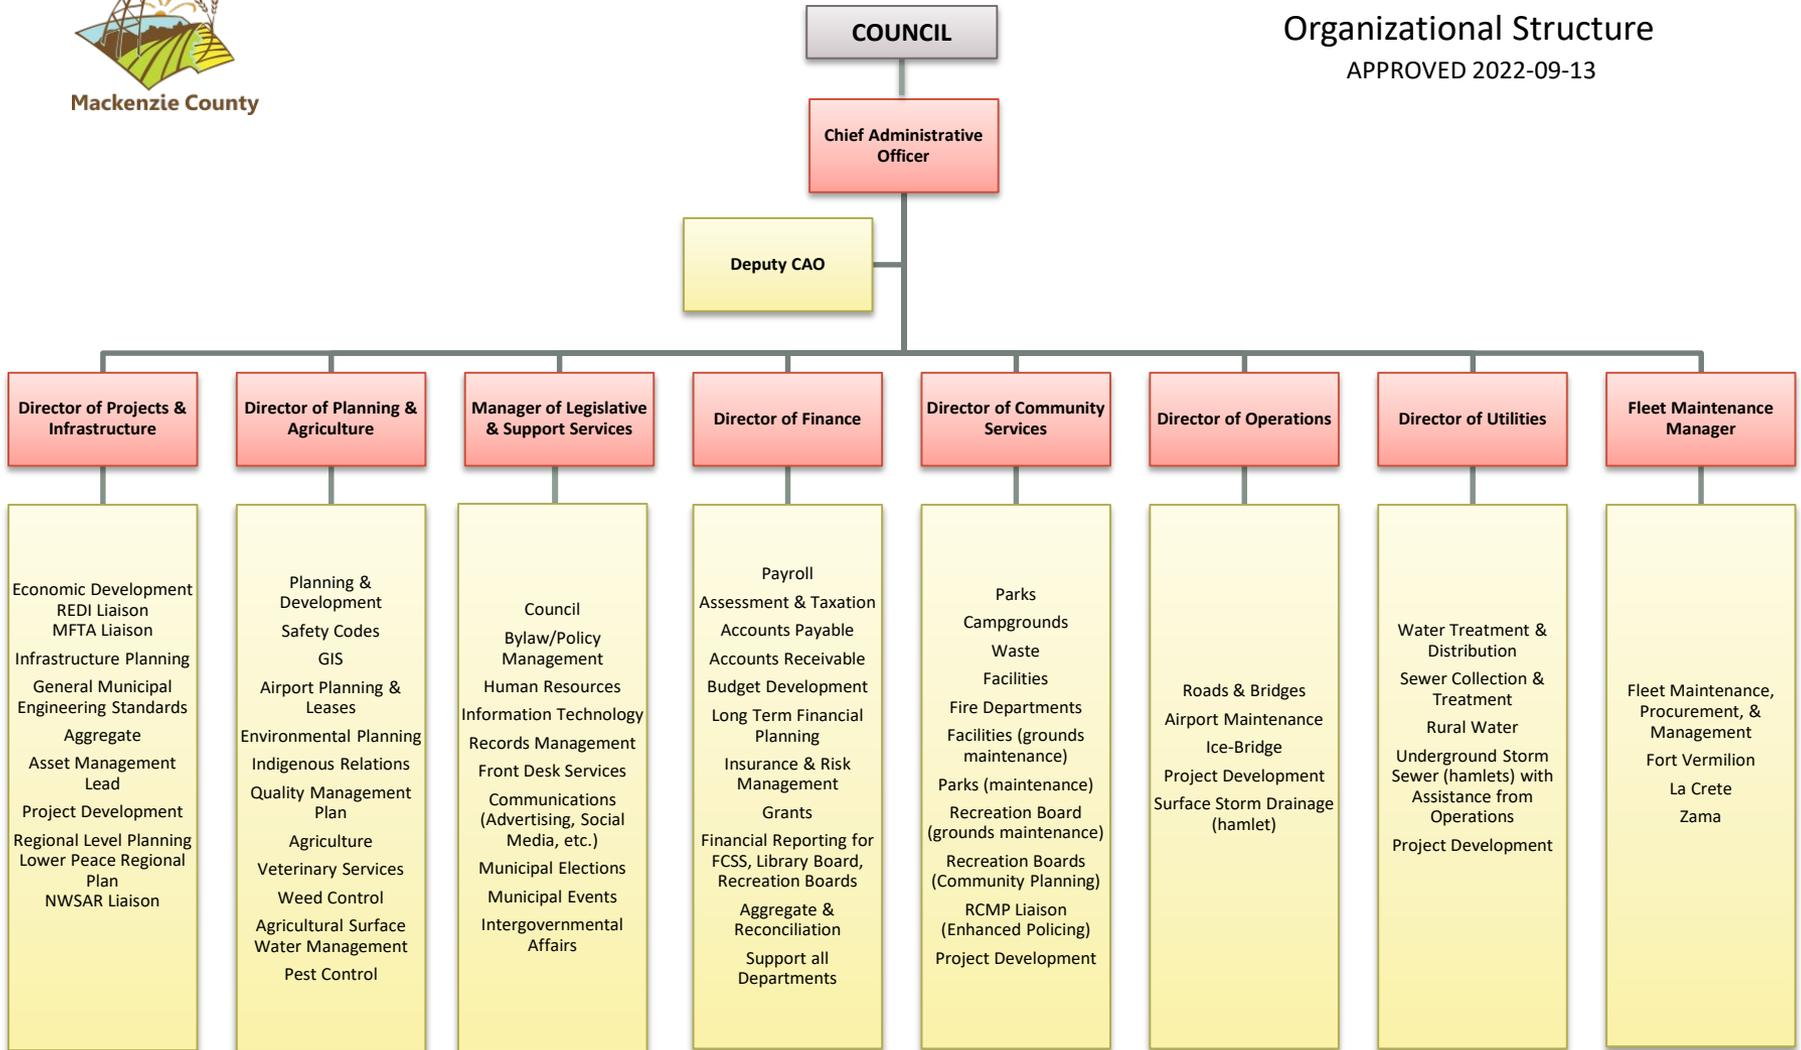 Mackenzie County
Organizational Structure
APPROVED 2022-09-13
COUNCIL
Chief Administrative
Officer
Deputy CAO
Director of Projects &
Infrastructure
Economic Development
REDI Liaison
MFTA Liaison
Infrastructure Planning
General Municipal
Engineering Standards
Aggregate
Asset Management
Lead
Project Development
Regional Level Planning
Lower Peace Regional
Plan
NWSAR Liaison
Director of Planning &
Agriculture
Planning &
Development
Safety Codes
GIS
Airport Planning &
Leases
Environmental Planning
Indigenous Relations
Quality Management
Plan
Agriculture
Veterinary Services
Weed Control
Agricultural Surface
Water Management
Pest Control
Manager of Legislative
& Support Services
Council
Bylaw/Policy
Management
Human Resources
Information Technology
Records Management
Front Desk Services
Communications
(Advertising, Social
Media, etc.)
Municipal Elections
Municipal Events
Intergovernmental
Affairs
Director of Finance
Payroll
Assessment & Taxation
Accounts Payable
Accounts Receivable
Budget Development
Long Term Financial
Planning
Insurance & Risk
Management
Grants
Financial Reporting for
FCSS, Library Board,
Recreation Boards
Aggregate &
Reconciliation
Support all
Departments
Director of Community
Services
Parks
Campgrounds
Waste
Facilities
Fire Departments
Facilities (grounds
maintenance)
Parks (maintenance)
Recreation Board
(grounds maintenance)
Recreation Boards
(Community Planning)
RCMP Liaison
(Enhanced Policing)
Project Development
Director of Operations
Roads & Bridges
Airport Maintenance
Ice-Bridge
Project Development
Surface Storm Drainage
(hamlet)
Director of Utilities
Water Treatment &
Distribution
Sewer Collection &
Treatment
Rural Water
Underground Storm
Sewer (hamlets) with
Assistance from
Operations
Project Development
Fleet Maintenance
Manager
Fleet Maintenance,
Procurement, &
Management
Fort Vermilion
La Crete
Zama